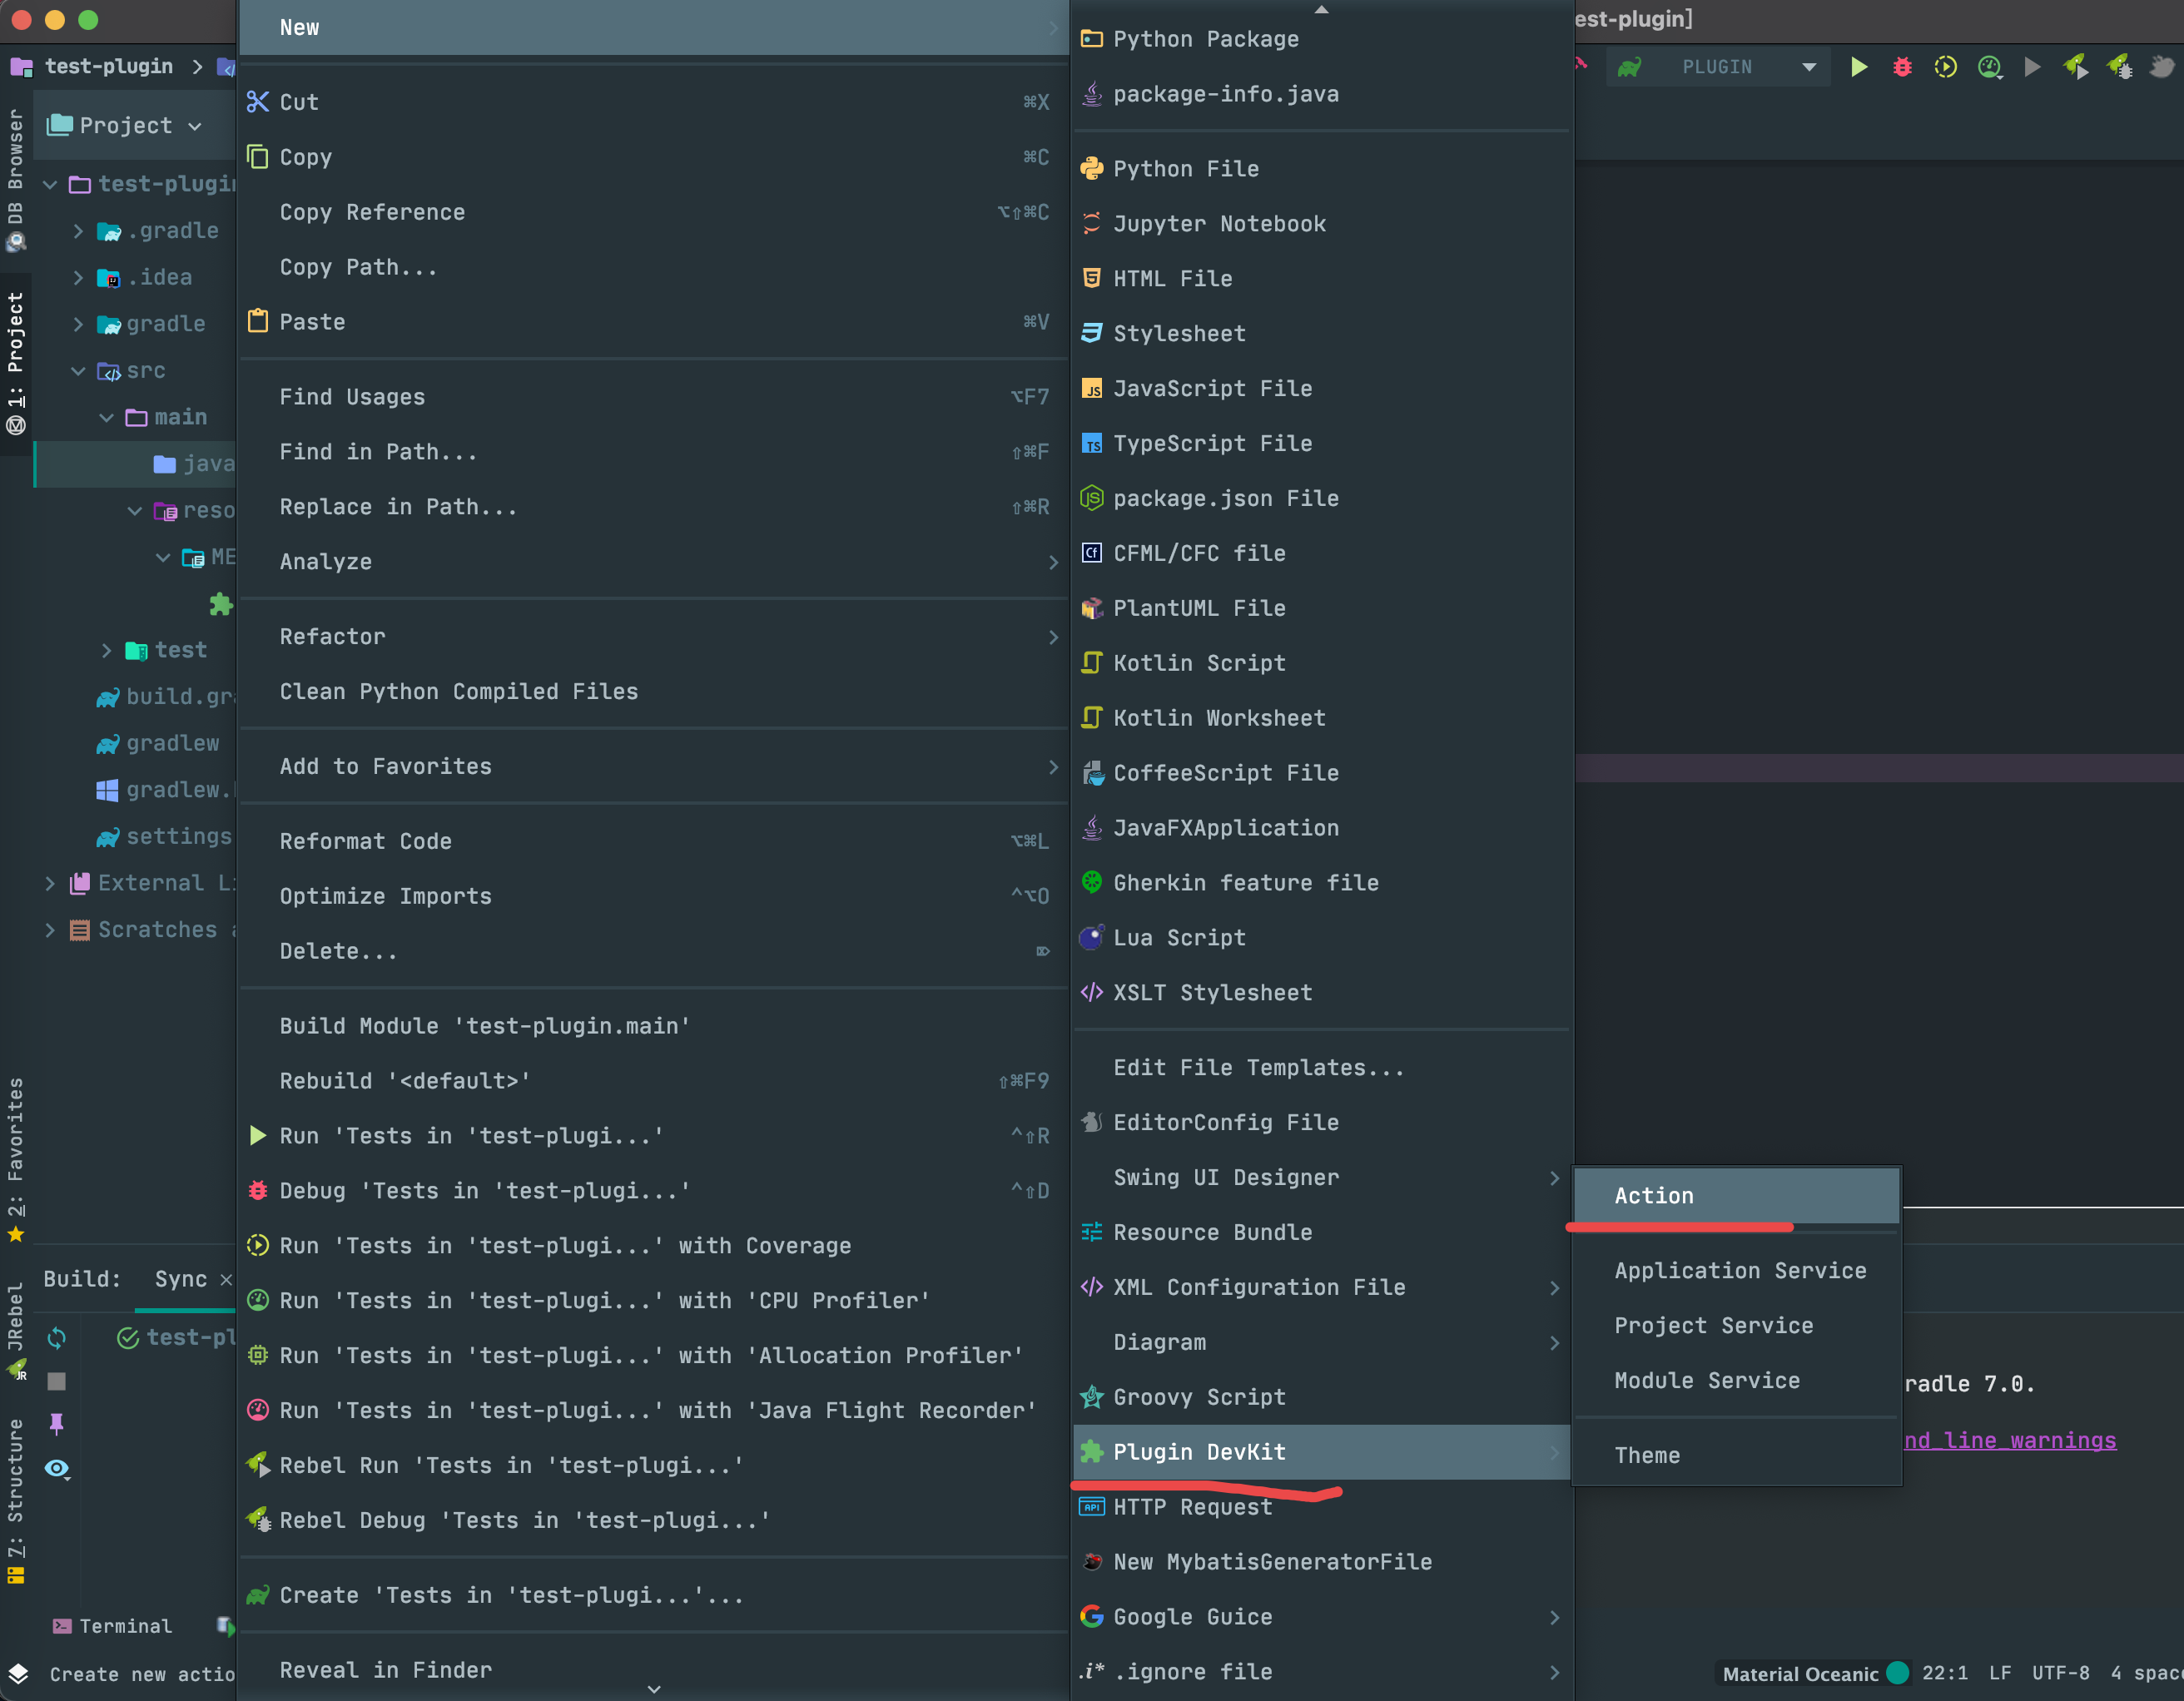 est-plugin]
test-plugin
PLUGIN
DB Browser
1: Project
2: Favorites
JRebel
7: Structure
Project
test-plugin
.gradle
.idea
gradle
src
main
java
reso
ME
test
build.gra
gradlew
gradlew.
settings
External Li
Scratches a
Build:
Sync
test-pl
Terminal
Create new actio
New
Cut ⌘X
Copy ⌘C
Copy Reference ⌥⇧⌘C
Copy Path...
Paste ⌘V
Find Usages ⌥F7
Find in Path... ⇧⌘F
Replace in Path... ⇧⌘R
Analyze
Refactor
Clean Python Compiled Files
Add to Favorites
Reformat Code ⌥⌘L
Optimize Imports ^⌥O
Delete... ⌦
Build Module 'test-plugin.main'
Rebuild '<default>' ⇧⌘F9
Run 'Tests in 'test-plugi...' ^⇧R
Debug 'Tests in 'test-plugi...' ^⇧D
Run 'Tests in 'test-plugi...' with Coverage
Run 'Tests in 'test-plugi...' with 'CPU Profiler'
Run 'Tests in 'test-plugi...' with 'Allocation Profiler'
Run 'Tests in 'test-plugi...' with 'Java Flight Recorder'
Rebel Run 'Tests in 'test-plugi...'
Rebel Debug 'Tests in 'test-plugi...'
Create 'Tests in 'test-plugi...'...
Reveal in Finder
Python Package
package-info.java
Python File
Jupyter Notebook
HTML File
Stylesheet
JavaScript File
TypeScript File
package.json File
CFML/CFC file
PlantUML File
Kotlin Script
Kotlin Worksheet
CoffeeScript File
JavaFXApplication
Gherkin feature file
Lua Script
XSLT Stylesheet
Edit File Templates...
EditorConfig File
Swing UI Designer
Resource Bundle
XML Configuration File
Diagram
Groovy Script
Plugin DevKit
HTTP Request
New MybatisGeneratorFile
Google Guice
.i* .ignore file
Action
Application Service
Project Service
Module Service
Theme
radle 7.0.
nd_line_warnings
Material Oceanic 22:1 LF UTF-8 4 spac